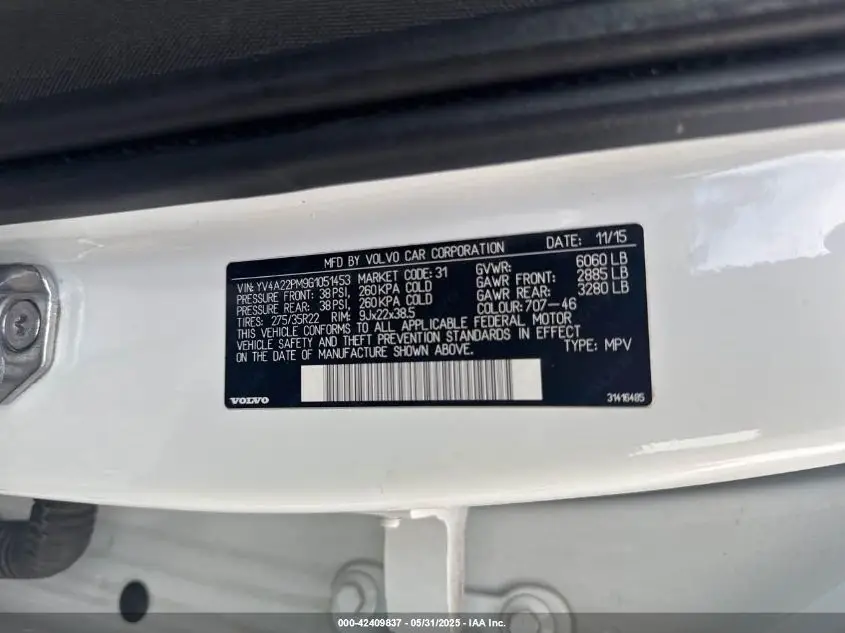 MFD BY VOLVO CAR CORPORATION DATE: 11/15
VIN: YV4A22PM9G1051453 MARKET CODE: 31 GVWR: 6060 LB
PRESSURE FRONT: 38PSI, 260KPA COLD GAWR FRONT: 2885 LB
PRESSURE REAR: 38PSI, 260KPA COLD GAWR REAR: 3280 LB
TIRES: 275/35R22 RIM: 9Jx22x38.5 COLOUR: 707-46
THIS VEHICLE CONFORMS TO ALL APPLICABLE FEDERAL MOTOR
VEHICLE SAFETY AND THEFT PREVENTION STANDARDS IN EFFECT
ON THE DATE OF MANUFACTURE SHOWN ABOVE. TYPE: MPV
VOLVO 31416485
000-42409837 - 05/31/2025 - IAA Inc.